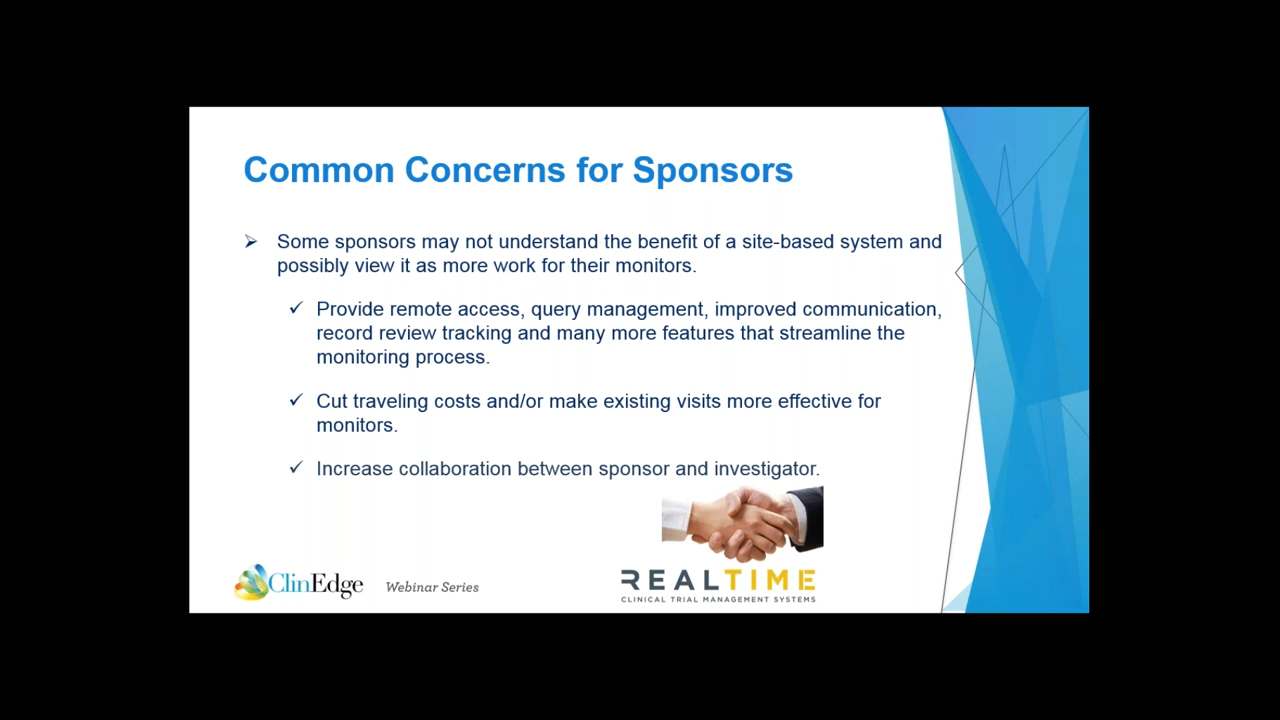 Common Concerns for Sponsors
Some sponsors may not understand the benefit of a site-based system and
possibly view it as more work for their monitors.
Provide remote access, query management, improved communication,
record review tracking and many more features that streamline the
monitoring process.
Cut traveling costs and/or make existing visits more effective for
monitors.
Increase collaboration between sponsor and investigator.
ClinEdge Webinar Series
REALTIME
CLINICAL TRIAL MANAGEMENT SYSTEMS